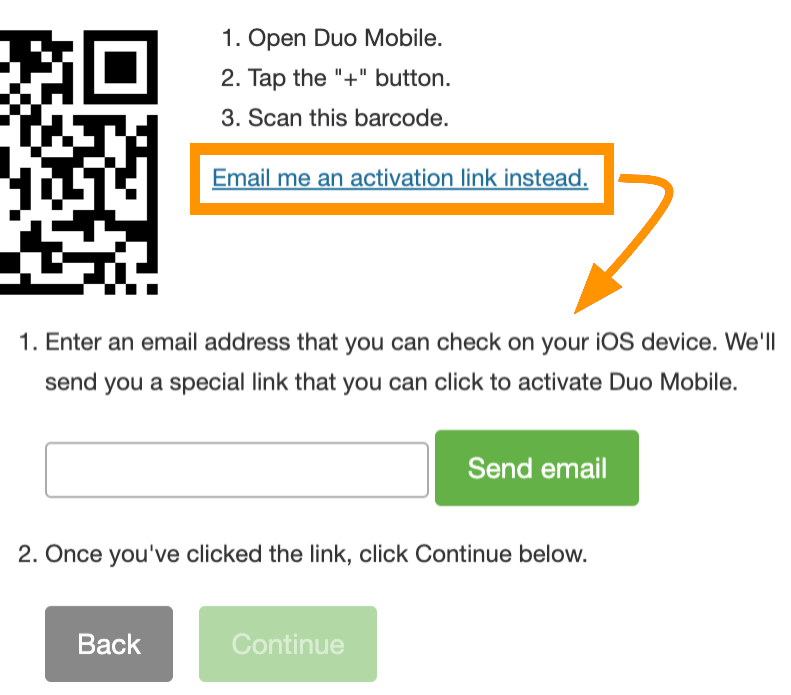 1. Open Duo Mobile.
2. Tap the "+" button.
3. Scan this barcode.
Email me an activation link instead.
1. Enter an email address that you can check on your iOS device. We'll
send you a special link that you can click to activate Duo Mobile.
Send email
2. Once you've clicked the link, click Continue below.
Back Continue